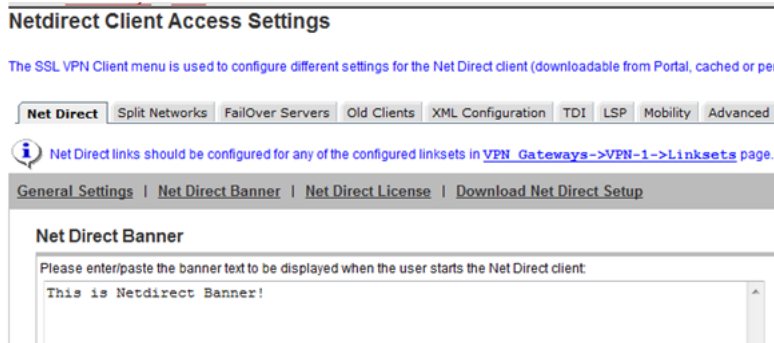 Netdirect Client Access Settings
The SSL VPN Client menu is used to configure different settings for the Net Direct client (downloadable from Portal, cached or
Net Direct Split Networks FailOver Servers Old Clients XML Configuration TDI LSP Mobility Advanced
Net Direct links should be configured for any of the configured linksets in VPN Gateways->VPN-1->Linksets page.
General Settings | Net Direct Banner | Net Direct License | Download Net Direct Setup
Net Direct Banner
Please enter/paste the banner text to be displayed when the user starts the Net Direct client:
This is Netdirect Banner!